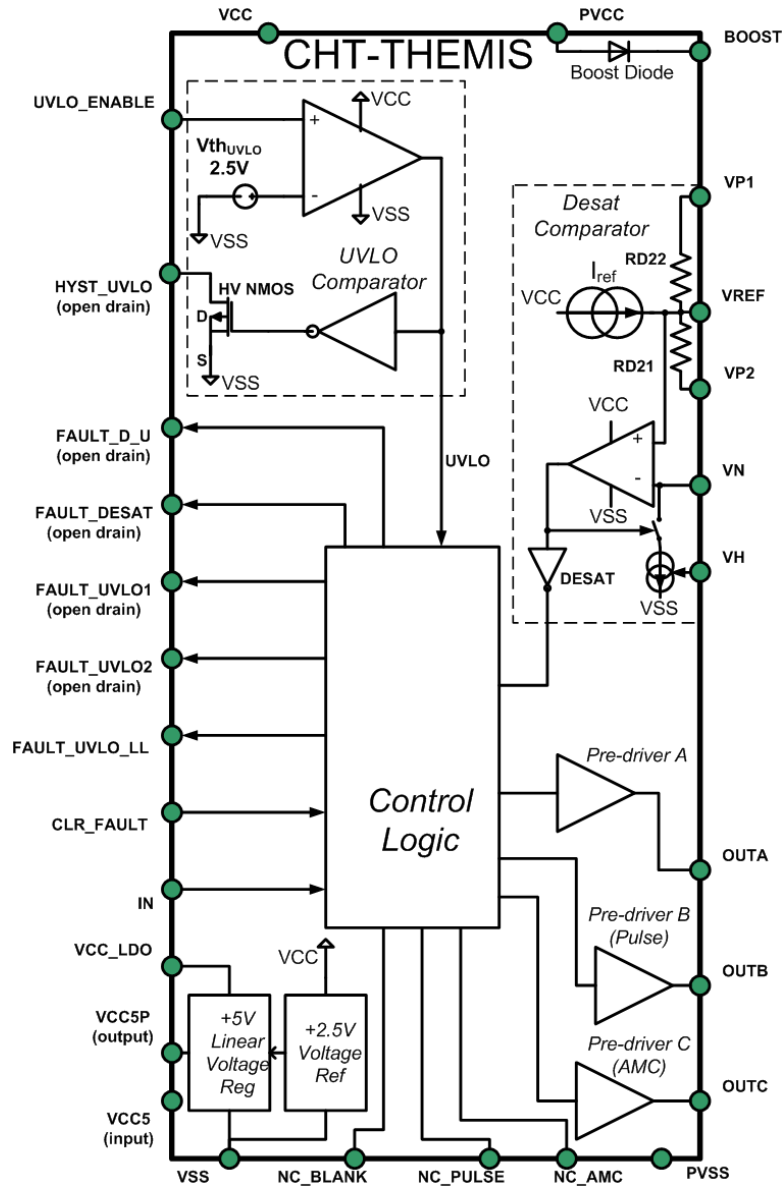 VCC
PVCC
BOOST
CHT-THEMIS
Boost Diode
UVLO_ENABLE
VCC
+
Vth UVLO
2.5V
-
VSS
VSS
UVLO
Comparator
HYST_UVLO
(open drain)
HV NMOS
D
S
VSS
Desat
Comparator
VP1
RD22
Iref
VCC
VREF
RD21
VP2
VCC
+
-
VSS
VN
VH
VSS
DESAT
UVLO
FAULT_D_U
(open drain)
FAULT_DESAT
(open drain)
FAULT_UVLO1
(open drain)
FAULT_UVLO2
(open drain)
FAULT_UVLO_LL
CLR_FAULT
IN
Control
Logic
Pre-driver A
OUTA
Pre-driver B
(Pulse)
OUTB
Pre-driver C
(AMC)
OUTC
VCC_LDO
VCC
VCC5P
(output)
+5V
Linear
Voltage
Reg
+2.5V
Voltage
Ref
VCC5
(input)
VSS
NC_BLANK
NC_PULSE
NC_AMC
PVSS